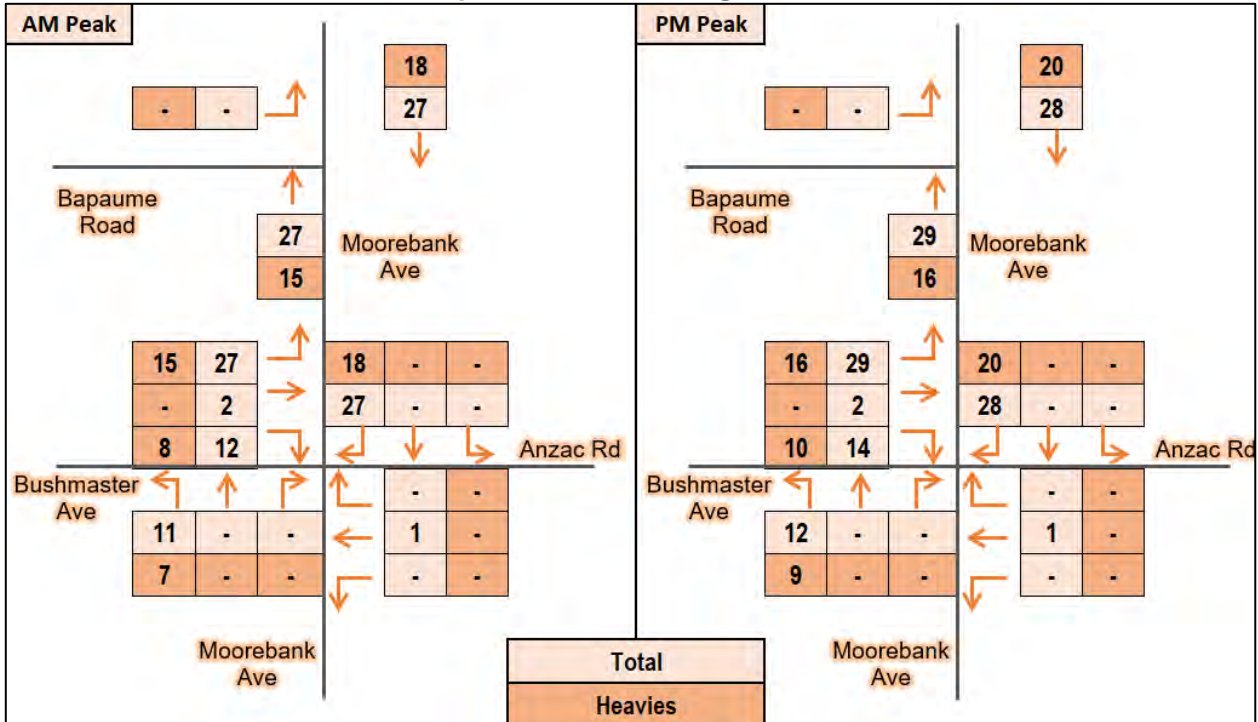 AM Peak
18
- -
27
Bapaume
Road
27
15
Moorebank
Ave
15 27
- 2
8 12
18 - -
27 - -
Anzac Rd
Bushmaster
Ave
11 - -
7 - -
- -
1 -
- -
Moorebank
Ave
PM Peak
20
- -
28
Bapaume
Road
29
16
Moorebank
Ave
16 29
- 2
10 14
20 - -
28 - -
Anzac Rd
Bushmaster
Ave
12 - -
9 - -
- -
1 -
- -
Moorebank
Ave
Total
Heavies